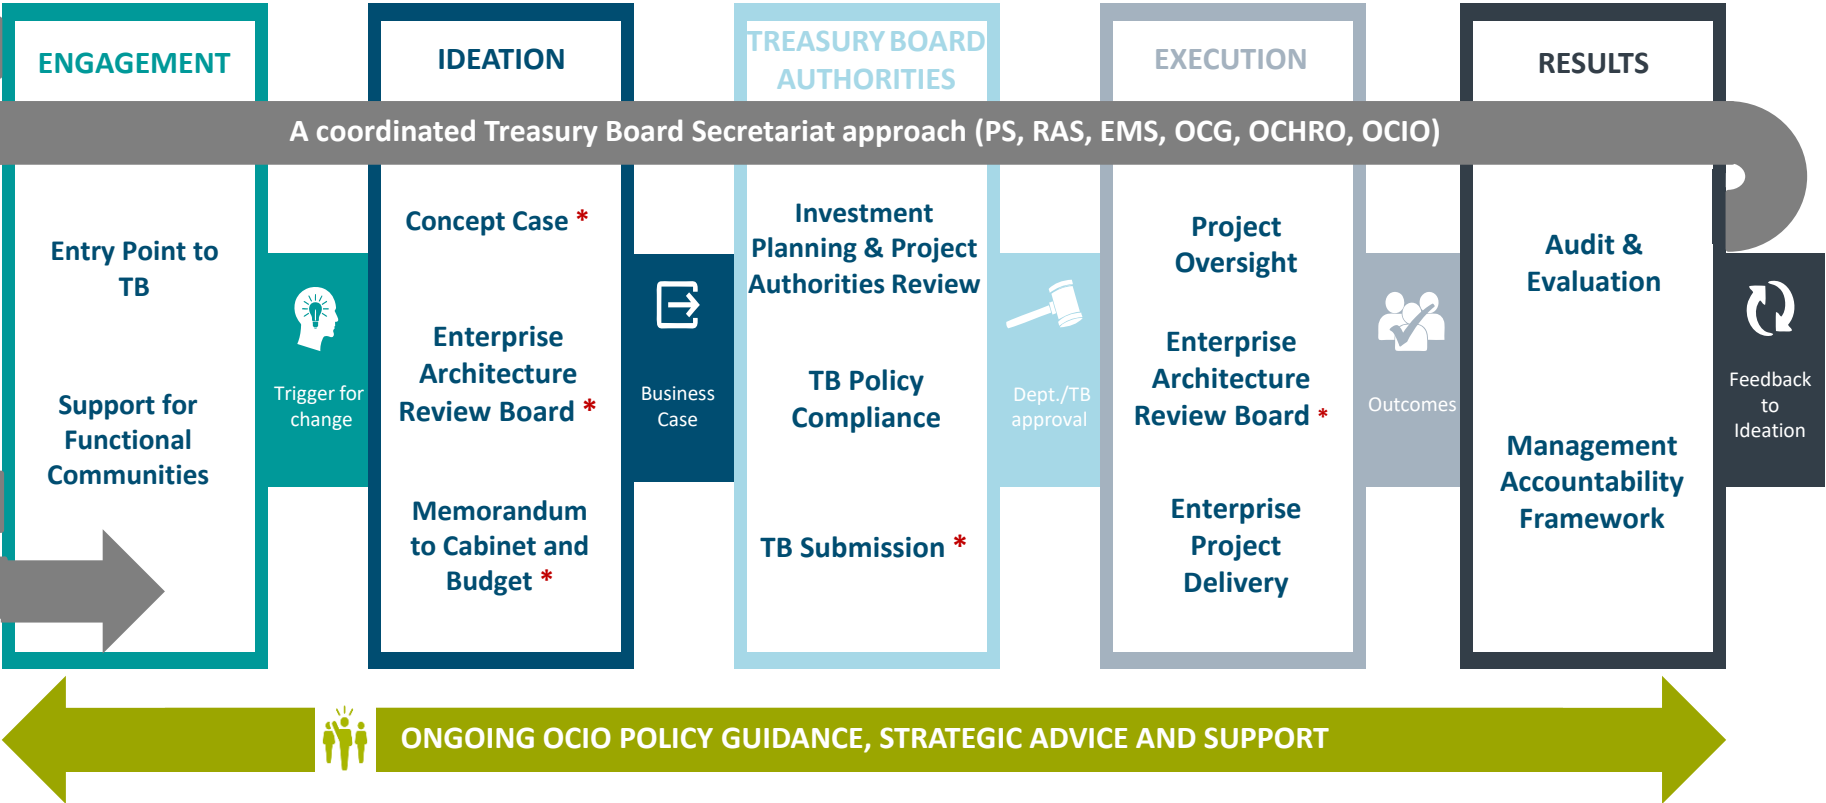 ENGAGEMENT
IDEATION
TREASURY BOARD
AUTHORITIES
EXECUTION
RESULTS
A coordinated Treasury Board Secretariat approach (PS, RAS, EMS, OCG, OCHRO, OCIO)
Entry Point to
TB
Support for
Functional
Communities
Trigger for
change
Concept Case *
Enterprise
Architecture
Review Board *
Memorandum
to Cabinet and
Budget *
Business
Case
Investment
Planning & Project
Authorities Review
TB Policy
Compliance
TB Submission *
Dept./TB
approval
Project
Oversight
Enterprise
Architecture
Review Board *
Enterprise
Project
Delivery
Outcomes
Audit &
Evaluation
Management
Accountability
Framework
Feedback
to
Ideation
ONGOING OCIO POLICY GUIDANCE, STRATEGIC ADVICE AND SUPPORT